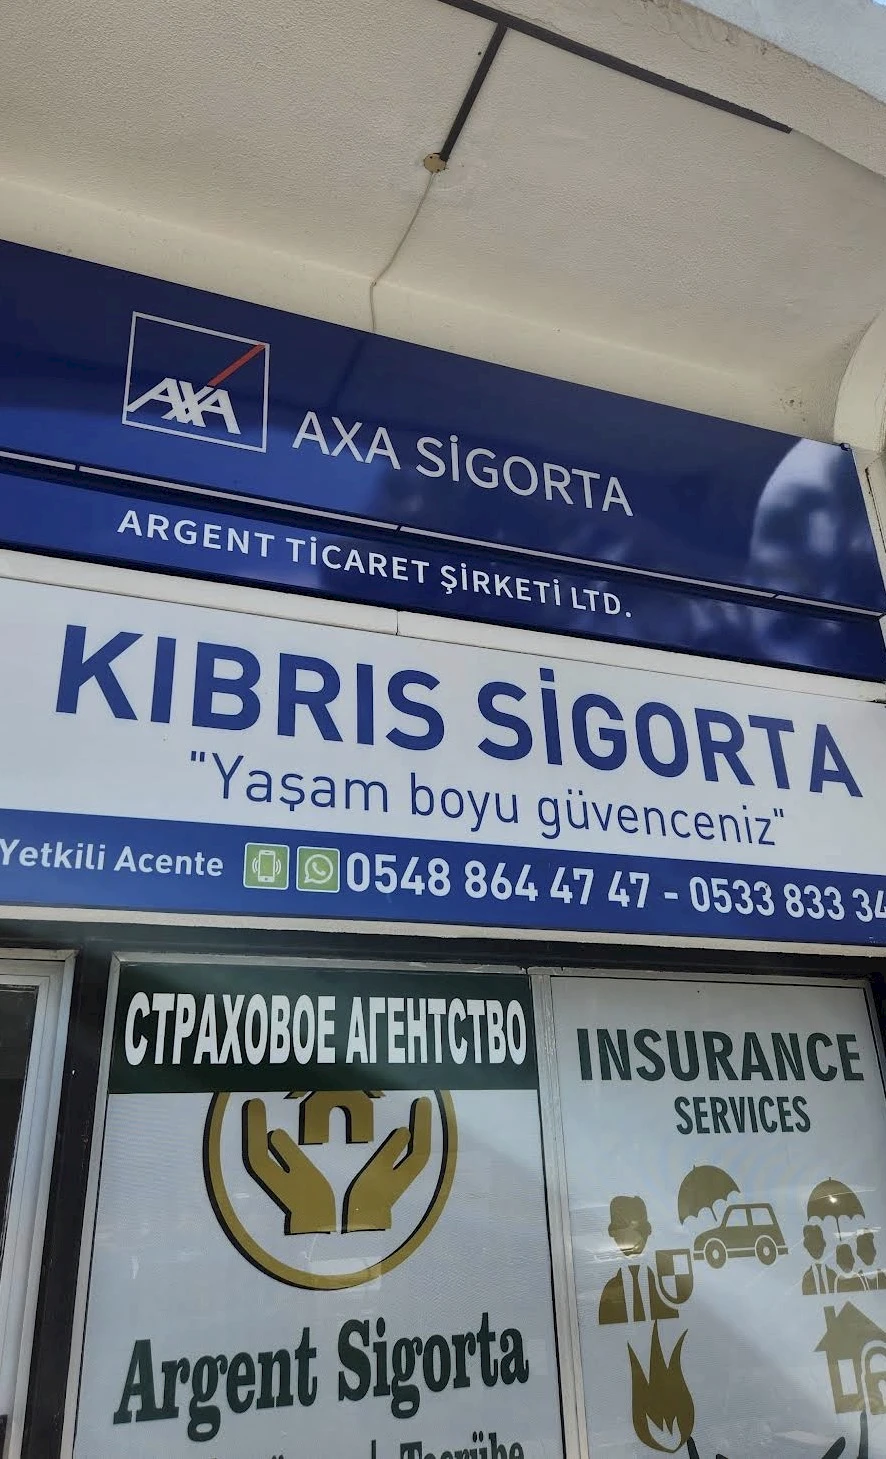 AXA
AXA SİGORTA
ARGENT TİCARET ŞİRKETİ LTD.
KIBRIS SİGORTA
"Yaşam boyu güvenceniz"
Yetkili Acente 0548 864 47 47 - 0533 833 34
СТРАХОВОЕ АГЕНТСТВО
Argent Sigorta
INSURANCE
SERVICES